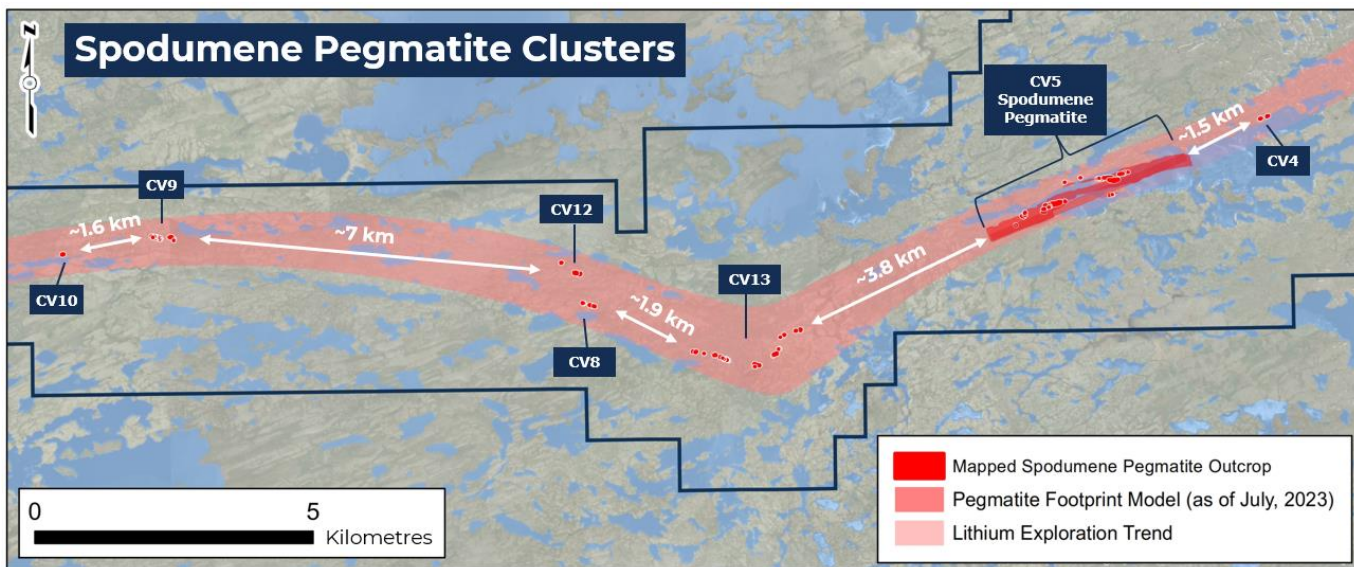 Spodumene Pegmatite Clusters
N
CV5
Spodumene
Pegmatite
~1.5 km
CV4
CV9
~1.6 km
CV10
~7 km
CV12
CV8
~1.9 km
CV13
~3.8 km
0 5
Kilometres
Mapped Spodumene Pegmatite Outcrop
Pegmatite Footprint Model (as of July, 2023)
Lithium Exploration Trend